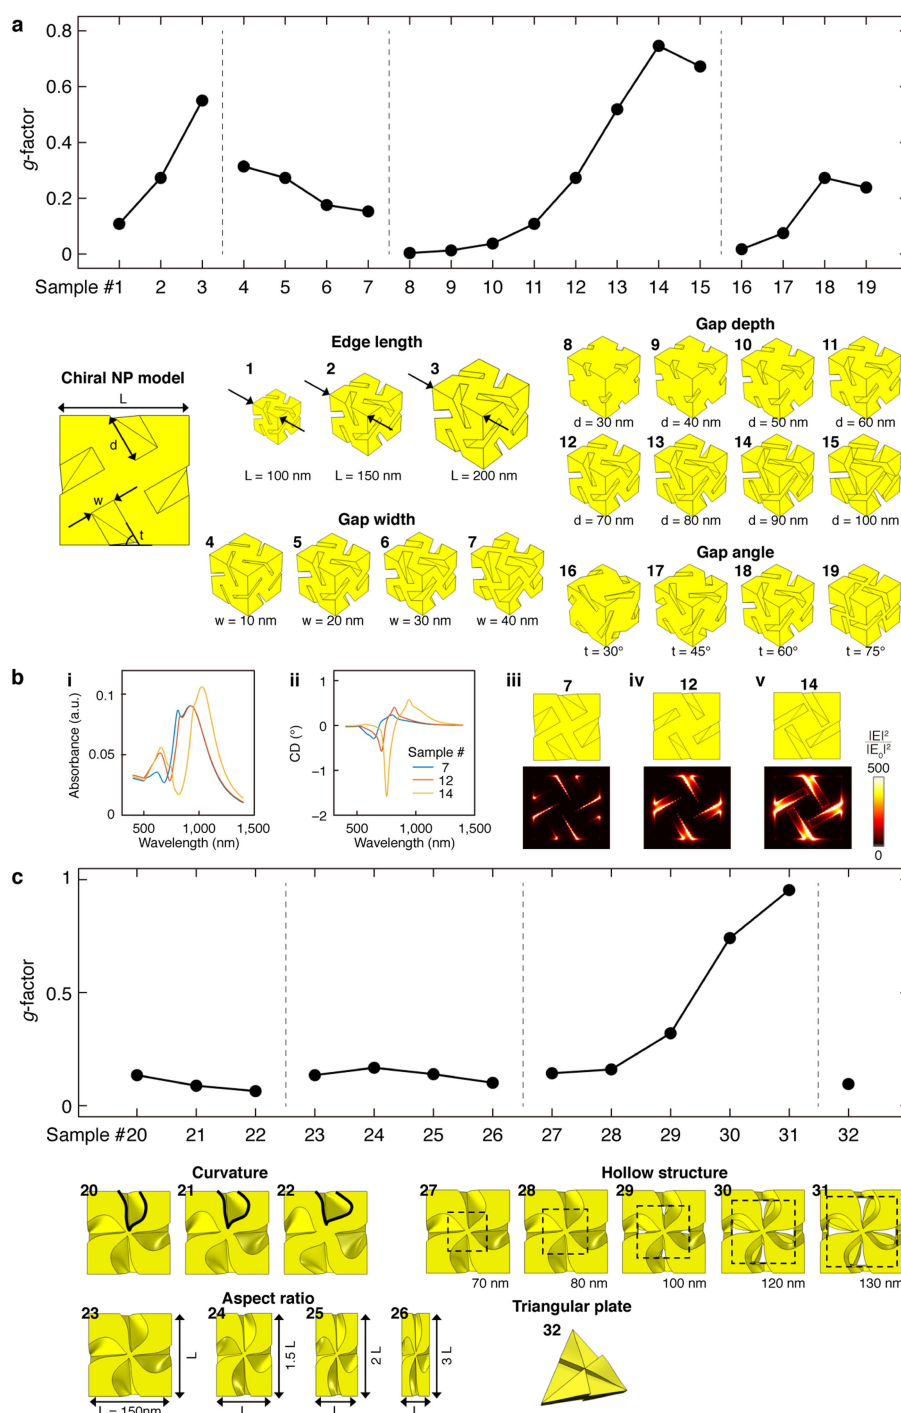 a
0.8
0.6
0.4
0.2
0
g-factor
Sample #1 2 3 4 5 6 7 8 9 10 11 12 13 14 15 16 17 18 19
Chiral NP model
L
d
w
t
Edge length
1 2 3
L = 100 nm L = 150 nm L = 200 nm
Gap width
4 5 6 7
w = 10 nm w = 20 nm w = 30 nm w = 40 nm
Gap depth
8 9 10 11
d = 30 nm d = 40 nm d = 50 nm d = 60 nm
12 13 14 15
d = 70 nm d = 80 nm d = 90 nm d = 100 nm
Gap angle
16 17 18 19
t = 30° t = 45° t = 60° t = 75°
b
i
0.1
0.05
0
Absorbance (a.u.)
500 1,000 1,500
Wavelength (nm)
ii
1
0
−1
−2
CD (°)
Sample #
7
12
14
500 1,000 1,500
Wavelength (nm)
iii 7
iv 12
v 14
|E|²
|E₀|²
500
0
c
1
0.5
0
g-factor
Sample #20 21 22 23 24 25 26 27 28 29 30 31 32
Curvature
20 21 22
Hollow structure
27 28 29 30 31
70 nm 80 nm 100 nm 120 nm 130 nm
Aspect ratio
23 24 25 26
L
1.5 L
2 L
3 L
L = 150nm L L L
Triangular plate
32